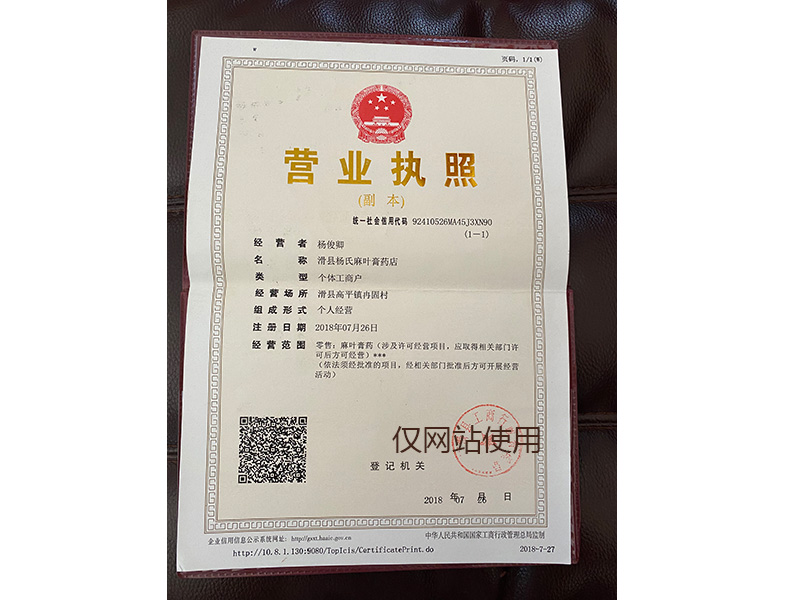 页码:1/1(W)
营业执照
(副 本)
统一社会信用代码 92410526MA45J3XN90
(1—1)
经营者 杨俊卿
名称 滑县杨氏麻叶膏药店
类型 个体工商户
经营场所 滑县高平镇冉固村
组成形式 个人经营
注册日期 2018年07月26日
经营范围 零售:麻叶膏药(涉及许可经营项目,应取得相关部门许
可后方可经营)***
(依法须经批准的项目,经相关部门批准后方可开展经营
活动)
仅网站使用
登记机关
2018 年 07 月 26 日
企业信用信息公示系统网址: http://gsxt.haaic.gov.cn
中华人民共和国国家工商行政管理总局监制
http://10.8.1.130:9080/TopIcis/CertificatePrint.do
2018-7-27